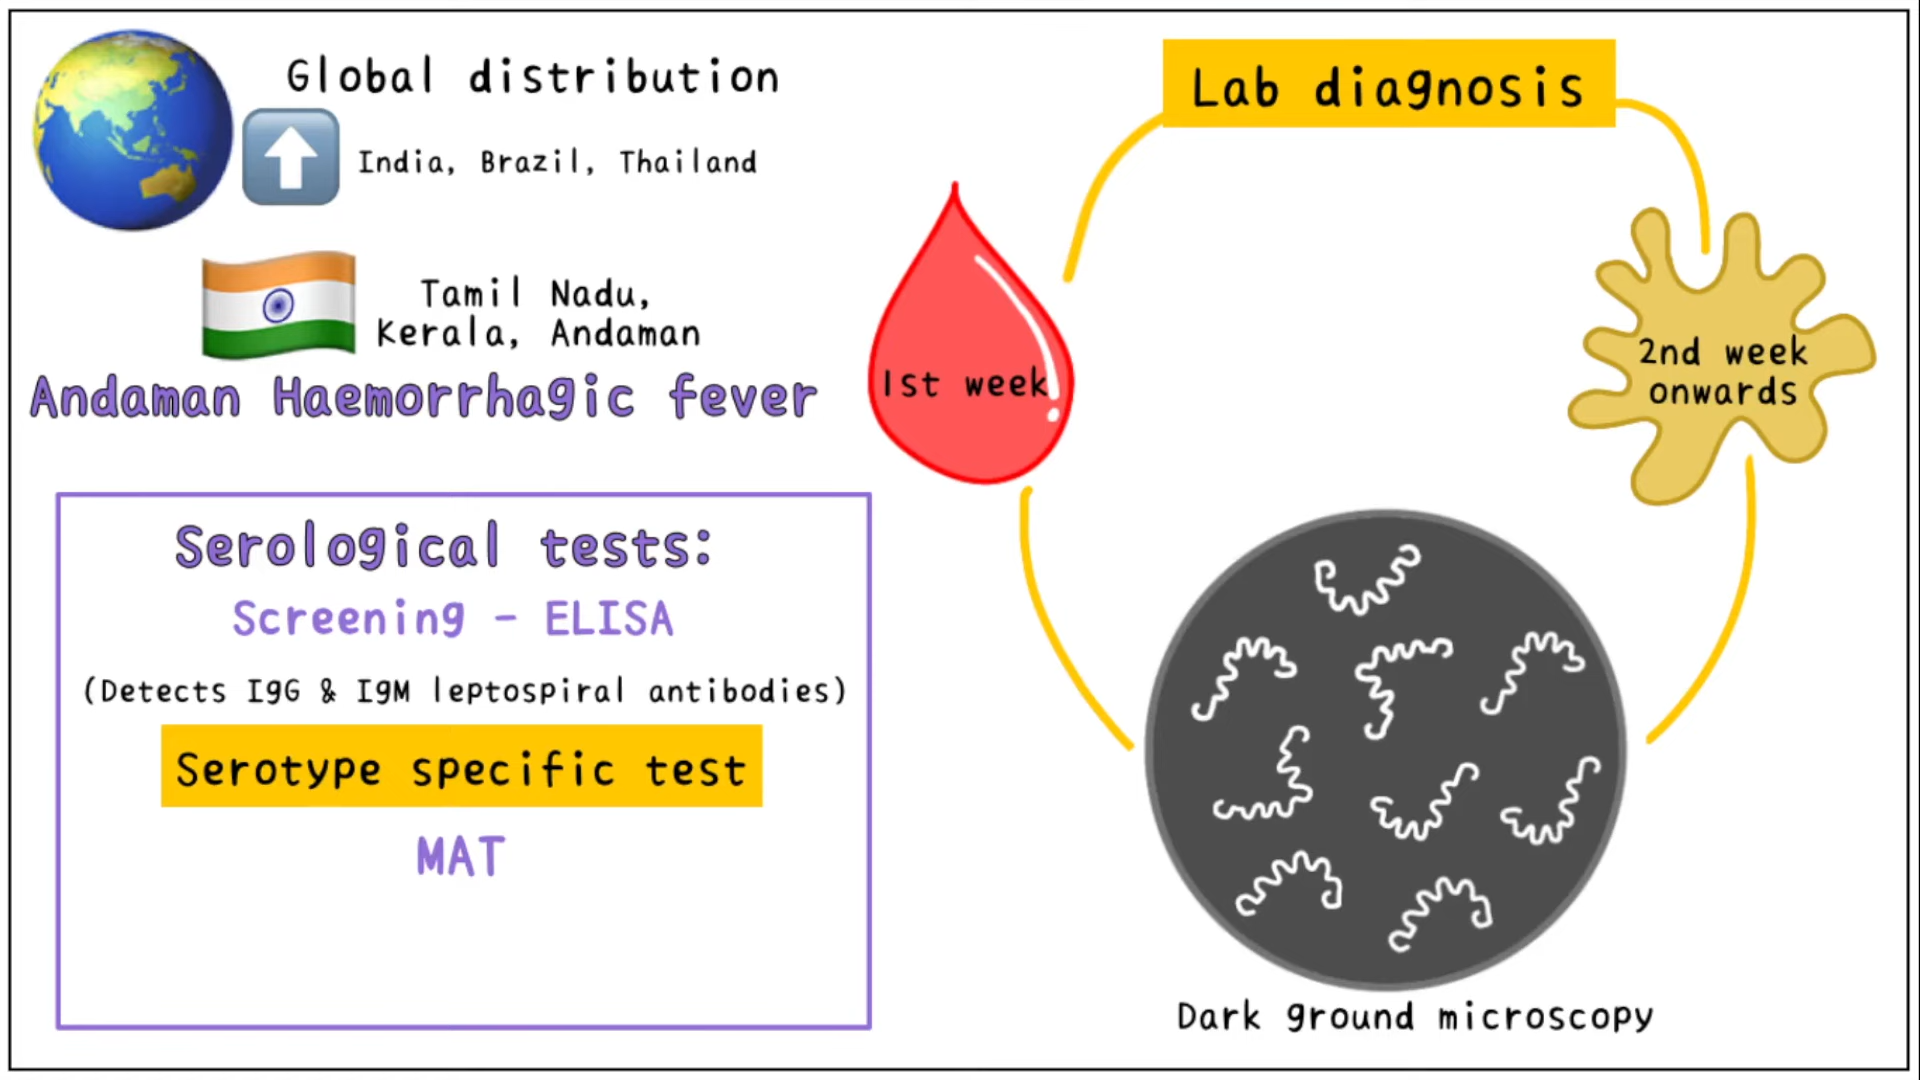 Global distribution
India, Brazil, Thailand
Tamil Nadu,
Kerala, Andaman
Andaman Haemorrhagic fever
Serological tests:
Screening - ELISA
(Detects IgG & IgM leptospiral antibodies)
Serotype specific test
MAT
Lab diagnosis
1st week
2nd week
onwards
Dark ground microscopy